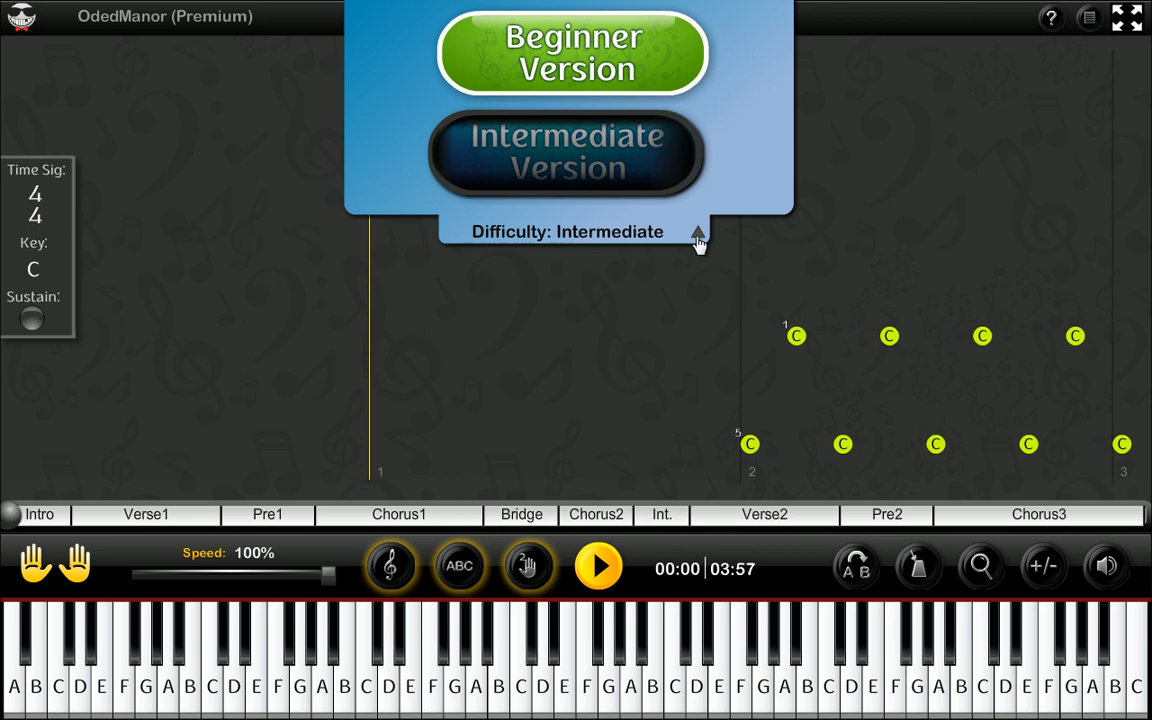 OdedManor (Premium)
?
Beginner
Version
Intermediate
Version
Difficulty: Intermediate
Time Sig:
4
4
Key:
C
Sustain:
1
C C C C
5
C C C C C
1 2 3
Intro Verse1 Pre1 Chorus1 Bridge Chorus2 Int. Verse2 Pre2 Chorus3
Speed: 100%
ABC
2
00:00 03:57
A B
+/-
A B C D E F G A B C D E F G A B C D E F G A B C D E F G A B C D E F G A B C D E F G A B C D E F G A B C